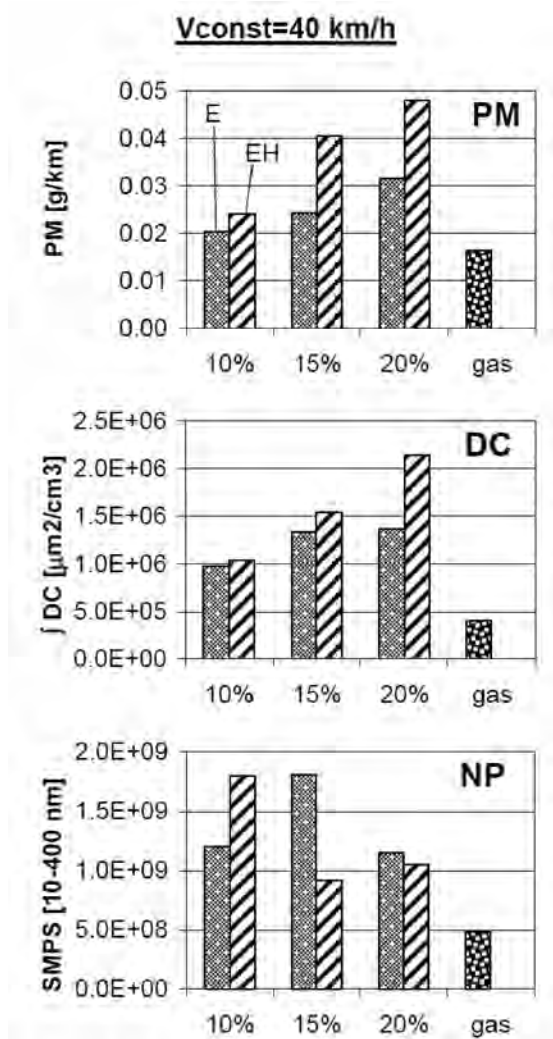 Vconst=40 km/h
PM [g/km]
0.05
0.04
0.03
0.02
0.01
0.00
PM
E
EH
10% 15% 20% gas
∫ DC [µm2/cm3]
2.5E+06
2.0E+06
1.5E+06
1.0E+06
5.0E+05
0.0E+00
DC
10% 15% 20% gas
SMPS [10-400 nm]
2.0E+09
1.5E+09
1.0E+09
5.0E+08
0.0E+00
NP
10% 15% 20% gas